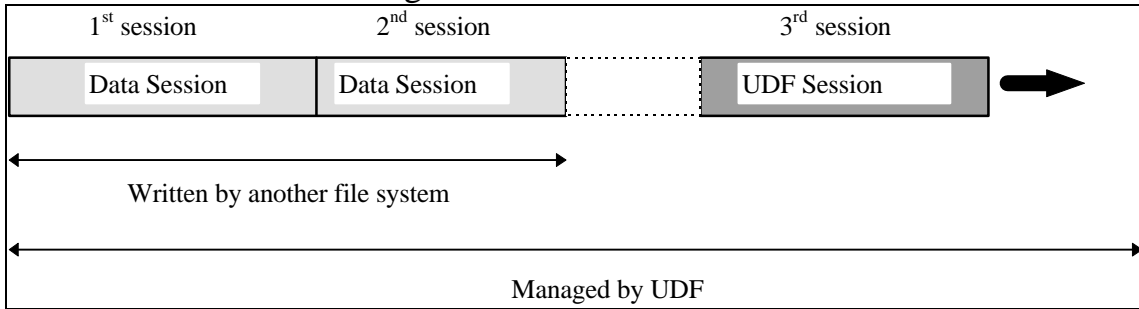 1st session 2nd session 3rd session
Data Session Data Session UDF Session
Written by another file system
Managed by UDF